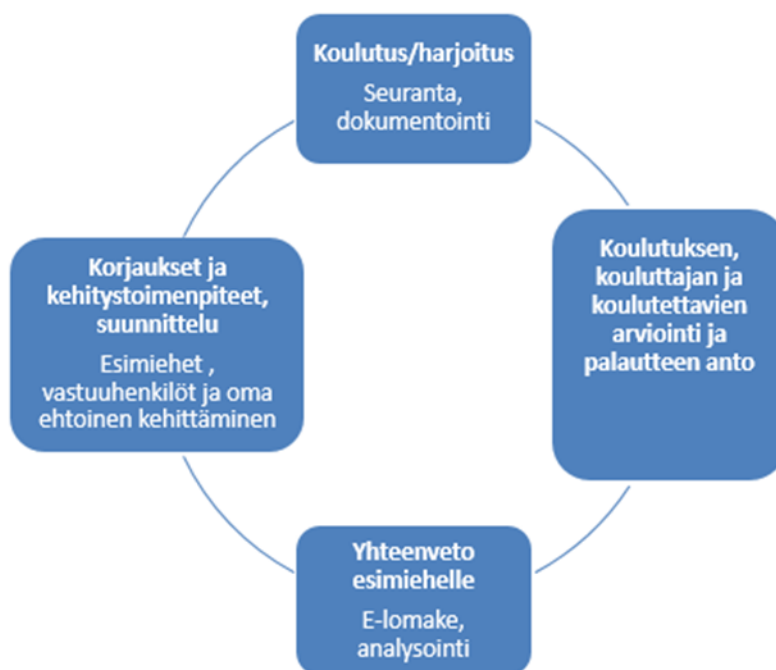 Koulutus/harjoitus
Seuranta,
dokumentointi
Koulutuksen,
kouluttajan ja
koulutettavien
arviointi ja
palautteen anto
Yhteenveto
esimiehelle
E-lomake,
analysointi
Korjaukset ja
kehitystoimenpiteet,
suunnittelu
Esimiehet ,
vastuuhenkilöt ja oma
ehtoinen kehittäminen